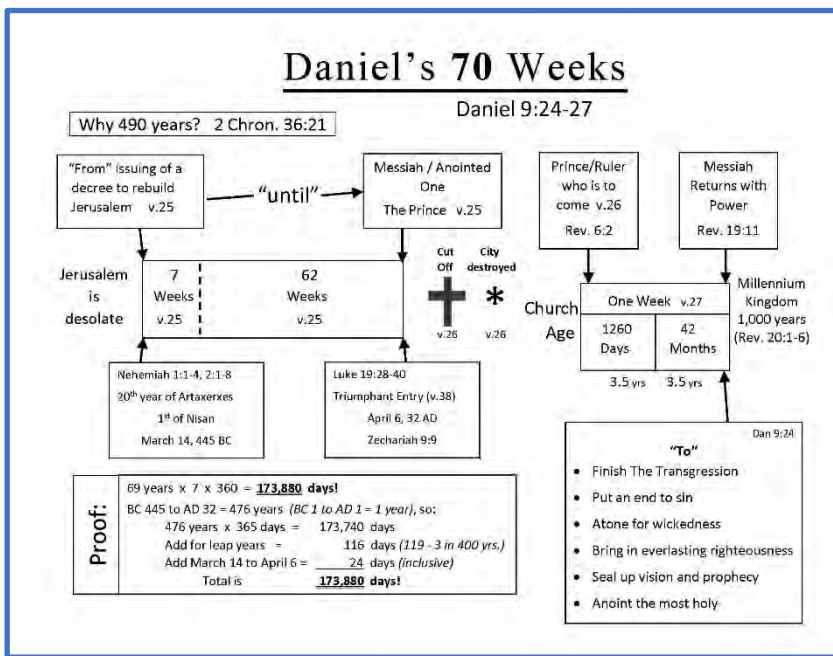 Daniel's 70 Weeks
Daniel 9:24-27
Why 490 years? 2 Chron. 36:21
"From" Issuing of a
decree to rebuild
Jerusalem v.25
"until"
Messiah / Anointed
One
The Prince v.25
Prince/Ruler
who is to
come v.26
Rev. 6:2
Messiah
Returns with
Power
Rev. 19:11
Jerusalem
is
desolate
7
Weeks
v.25
62
Weeks
v.25
Cut
Off
v.26
City
destroyed
*
v.26
Church
Age
One Week v.27
1260
Days
42
Months
3.5 yrs
3.5 yrs
Millennium
Kingdom
1,000 years
(Rev. 20:1-6)
Nehemiah 1:1-4, 2:1-8
20th year of Artaxerxes
1st of Nisan
March 14, 445 BC
Luke 19:28-40
Triumphant Entry (v.38)
April 6, 32 AD
Zechariah 9:9
Dan 9:24
"To"
• Finish The Transgression
• Put an end to sin
• Atone for wickedness
• Bring in everlasting righteousness
• Seal up vision and prophecy
• Anoint the most holy
Proof:
69 years x 7 x 360 = 173,880 days!
BC 445 to AD 32 = 476 years (BC 1 to AD 1 = 1 year), so:
476 years x 365 days = 173,740 days
Add for leap years = 116 days (119 - 3 in 400 yrs.)
Add March 14 to April 6 = 24 days (inclusive)
Total is 173,880 days!